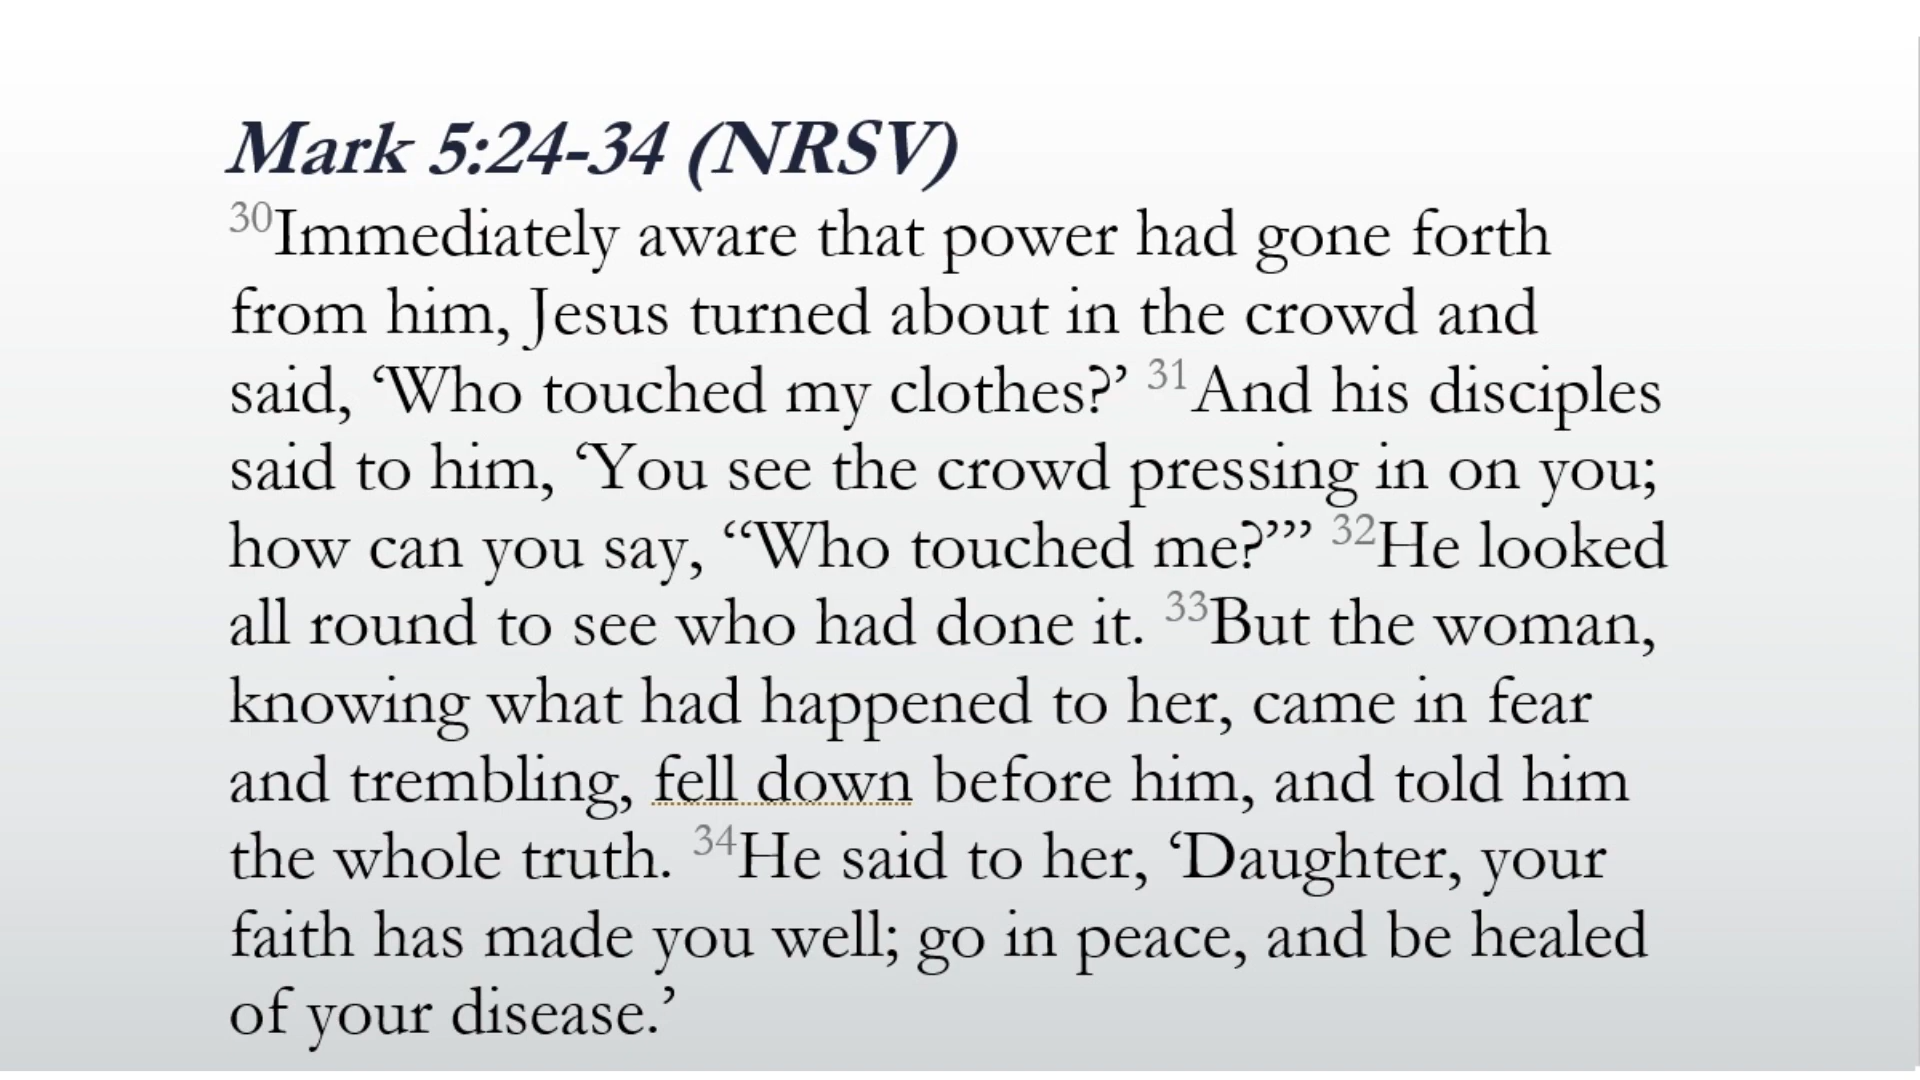 Mark 5:24-34 (NRSV)
30Immediately aware that power had gone forth
from him, Jesus turned about in the crowd and
said, ‘Who touched my clothes?’ 31And his disciples
said to him, ‘You see the crowd pressing in on you;
how can you say, “Who touched me?”’ 32He looked
all round to see who had done it. 33But the woman,
knowing what had happened to her, came in fear
and trembling, fell down before him, and told him
the whole truth. 34He said to her, ‘Daughter, your
faith has made you well; go in peace, and be healed
of your disease.’